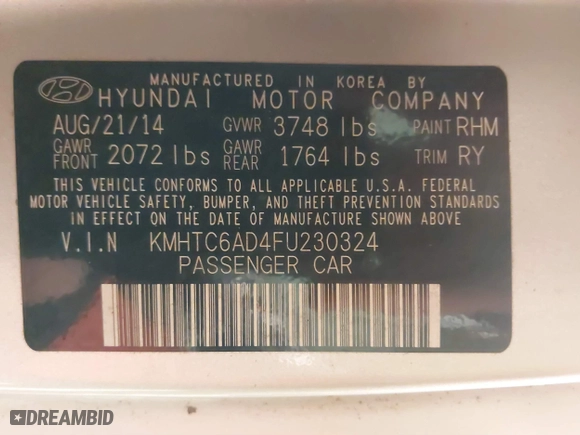 MANUFACTURED IN KOREA BY
HYUNDAI MOTOR COMPANY
AUG/21/14 GVWR 3748 lbs PAINT RHM
GAWR FRONT 2072 lbs GAWR REAR 1764 lbs TRIM RY
THIS VEHICLE CONFORMS TO ALL APPLICABLE U.S.A. FEDERAL
MOTOR VEHICLE SAFETY, BUMPER, AND THEFT PREVENTION STANDARDS
IN EFFECT ON THE DATE OF MANUFACTURE SHOWN ABOVE
V.I.N KMHTC6AD4FU230324
PASSENGER CAR
DREAMBID